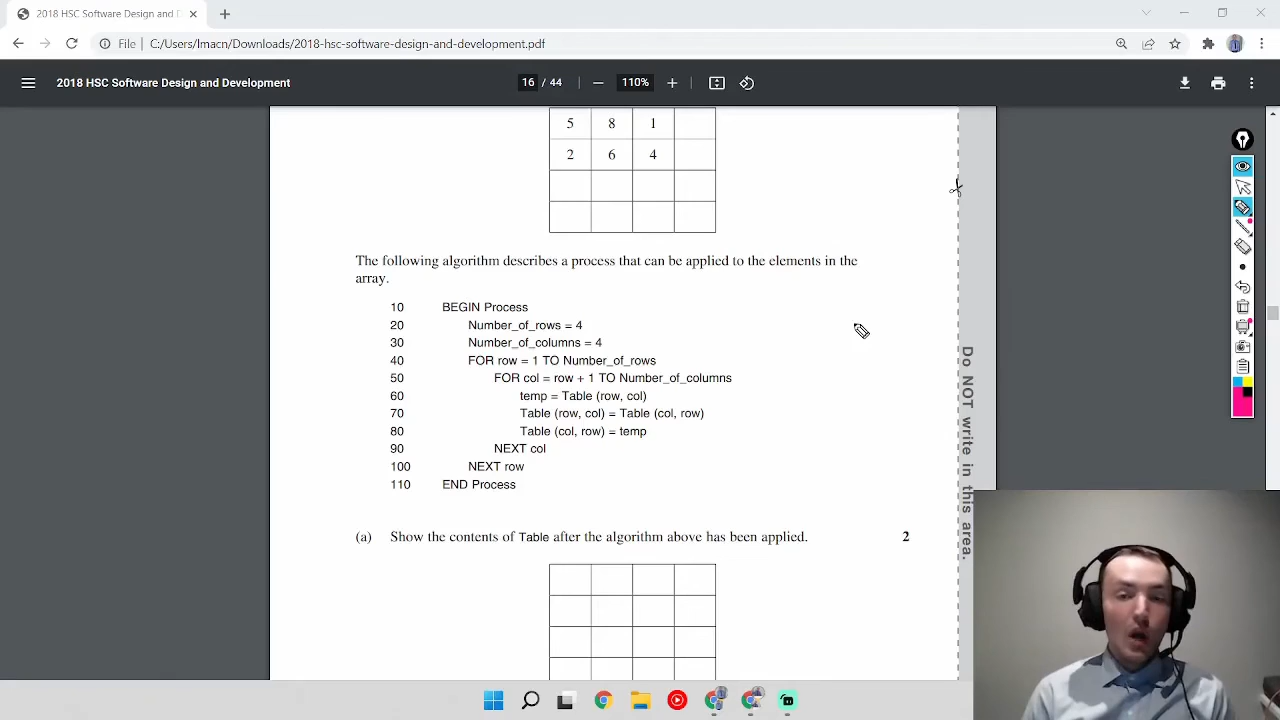 2018 HSC Software Design and D
File
C:/Users/lmacn/Downloads/2018-hsc-software-design-and-development.pdf
2018 HSC Software Design and Development
16 / 44
110%
5 8 1
2 6 4
The following algorithm describes a process that can be applied to the elements in the
array.
10 BEGIN Process
20 Number_of_rows = 4
30 Number_of_columns = 4
40 FOR row = 1 TO Number_of_rows
50 FOR col = row + 1 TO Number_of_columns
60 temp = Table (row, col)
70 Table (row, col) = Table (col, row)
80 Table (col, row) = temp
90 NEXT col
100 NEXT row
110 END Process
(a) Show the contents of Table after the algorithm above has been applied. 2
Do NOT write in this area.